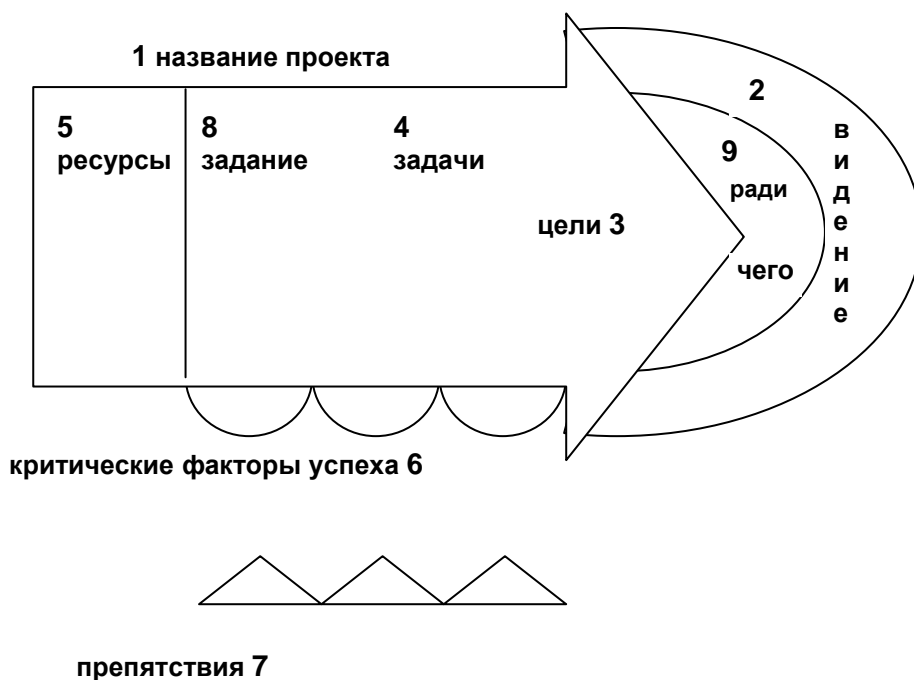 1 название проекта
2
5
ресурсы
8
задание
4
задачи
9
ради
чего
видение
цели 3
критические факторы успеха 6
препятствия 7